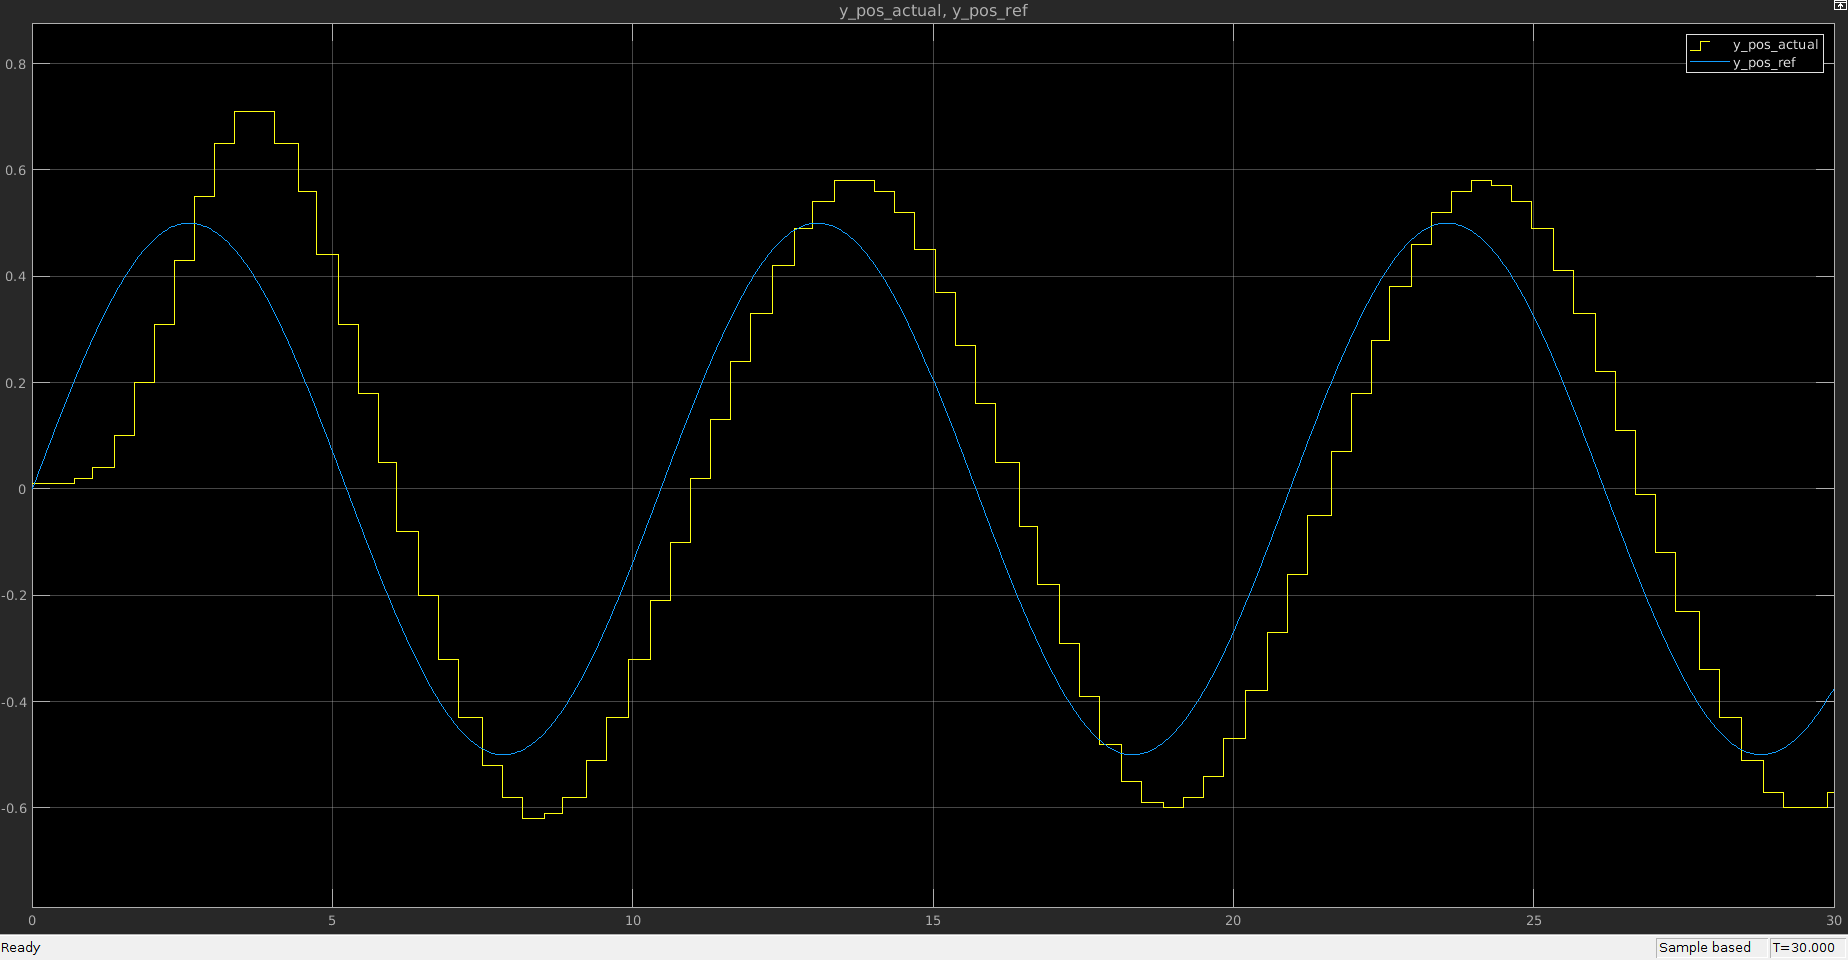 y_pos_actual, y_pos_ref
y_pos_actual
y_pos_ref
0.8
0.6
0.4
0.2
0
-0.2
-0.4
-0.6
0 5 10 15 20 25 30
Ready Sample based T=30.000